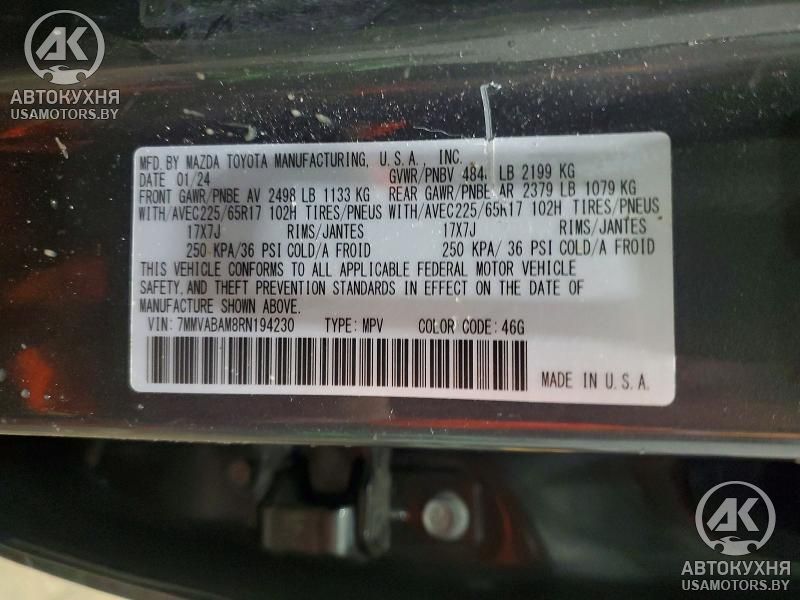 AK
АВТОКУХНЯ
USAMOTORS.BY
MFD. BY MAZDA TOYOTA MANUFACTURING, U.S.A., INC.
DATE 01/24 GVWR/PNBV LB 2199 KG
FRONT GAWR/PNBE AV 2498 LB 1133 KG REAR GAWR/PNBE AR 2379 LB 1079 KG
WITH/AVEC225/65R17 102H TIRES/PNEUS WITH/AVEC225/65R17 102H TIRES/PNEUS
17X7J RIMS/JANTES 17X7J RIMS/JANTES
250 KPA/36 PSI COLD/A FROID 250 KPA/ 36 PSI COLD/A FROID
THIS VEHICLE CONFORMS TO ALL APPLICABLE FEDERAL MOTOR VEHICLE
SAFETY, AND THEFT PREVENTION STANDARDS IN EFFECT ON THE DATE OF
MANUFACTURE SHOWN ABOVE.
VIN: 7MMVABAM8RN194230 TYPE: MPV COLOR CODE: 46G
MADE IN U.S.A.
AK
АВТОКУХНЯ
USAMOTORS.BY